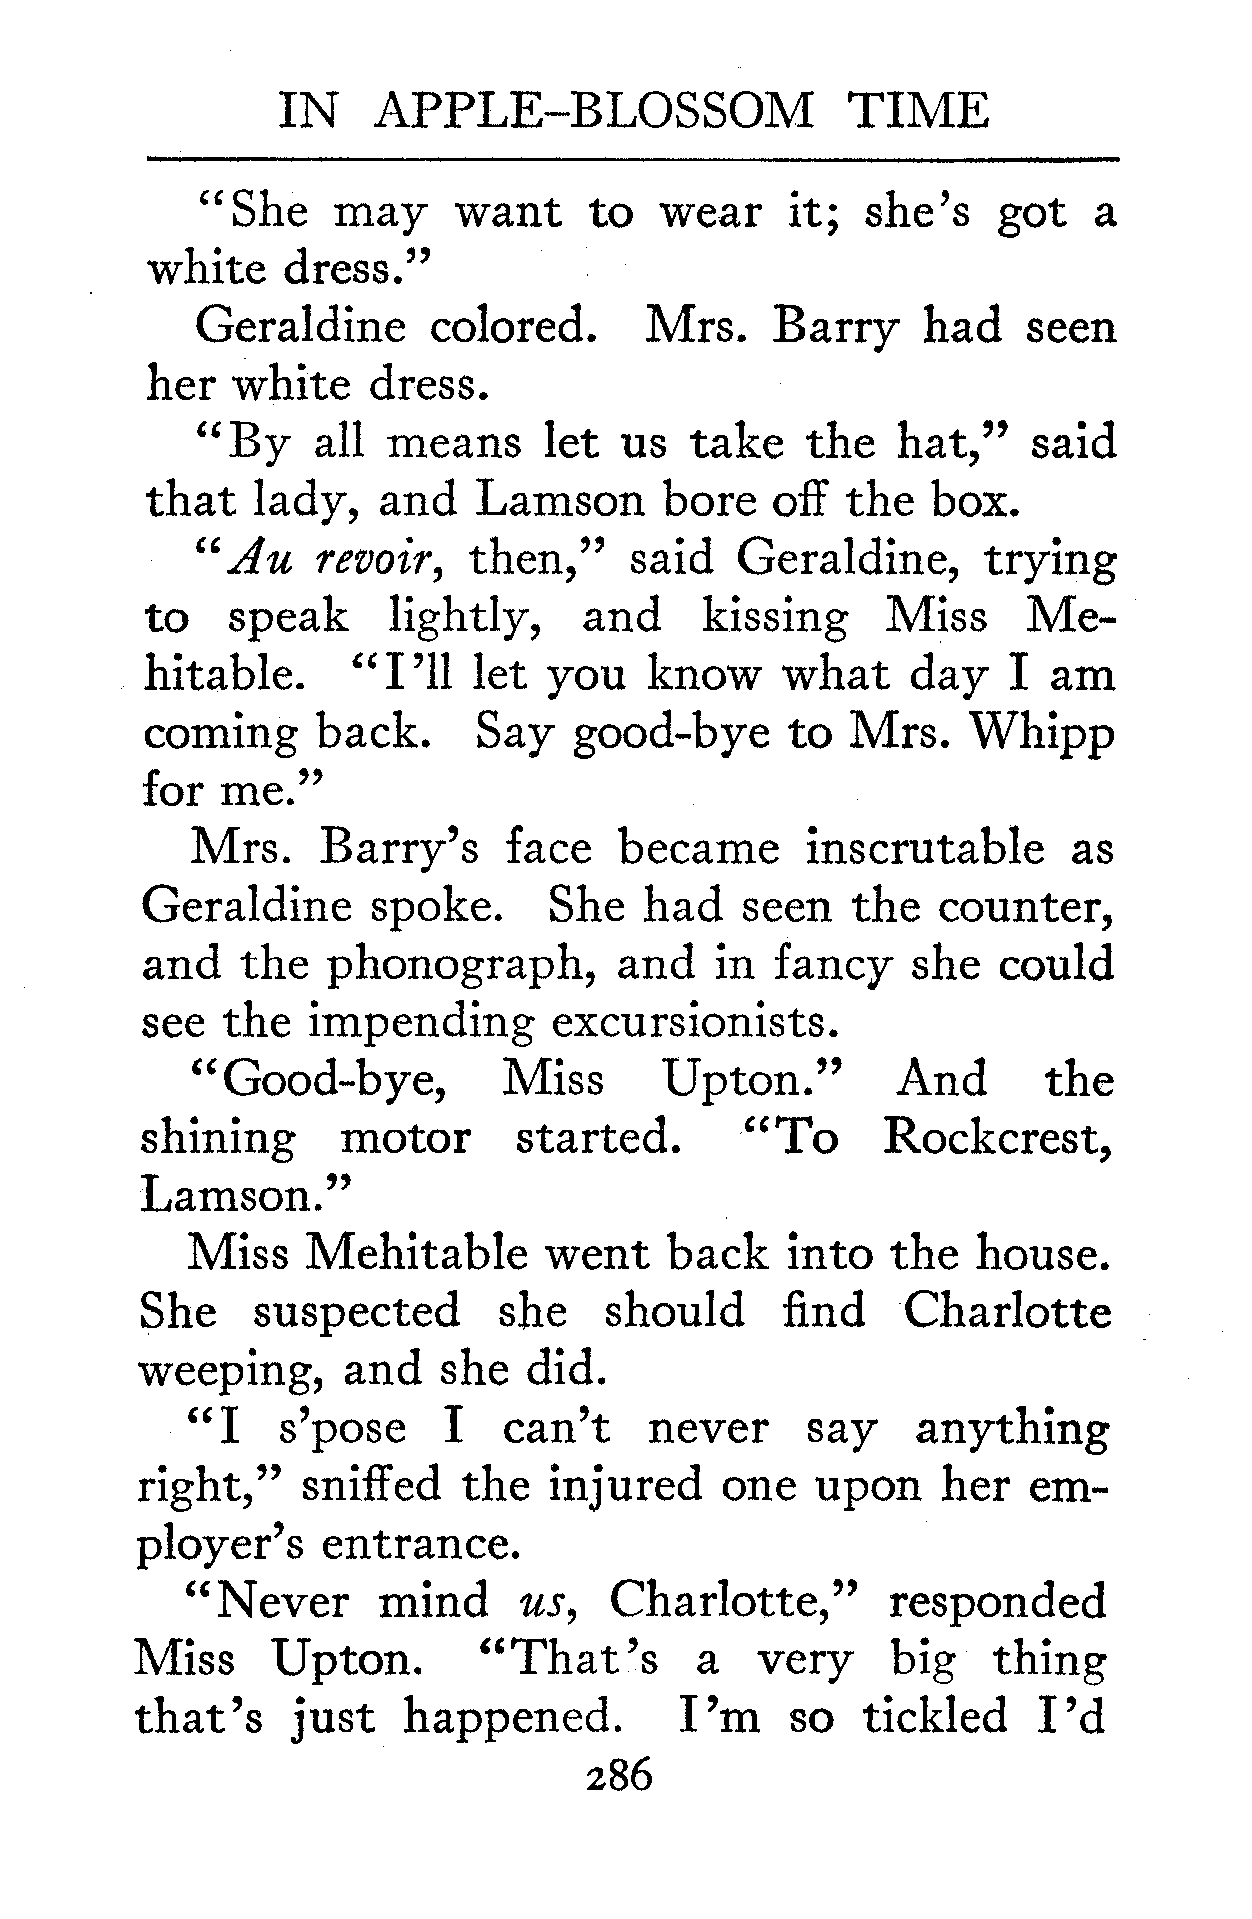 IN APPLE-BLOSSOM TIME
“She may want to wear it; she’s got a
white dress.”
Geraldine colored. Mrs. Barry had seen
her white dress.
“By all means let us take the hat,” said
that lady, and Lamson bore off the box.
“Au revoir, then,” said Geraldine, trying
to speak lightly, and kissing Miss Me-
hitable. “I’ll let you know what day I am
coming back. Say good-bye to Mrs. Whipp
for me.”
Mrs. Barry’s face became inscrutable as
Geraldine spoke. She had seen the counter,
and the phonograph, and in fancy she could
see the impending excursionists.
“Good-bye, Miss Upton.” And the
shining motor started. “To Rockcrest,
Lamson.”
Miss Mehitable went back into the house.
She suspected she should find Charlotte
weeping, and she did.
“I s’pose I can’t never say anything
right,” sniffed the injured one upon her em-
ployer’s entrance.
“Never mind us, Charlotte,” responded
Miss Upton. “That’s a very big thing
that’s just happened. I’m so tickled I’d
286